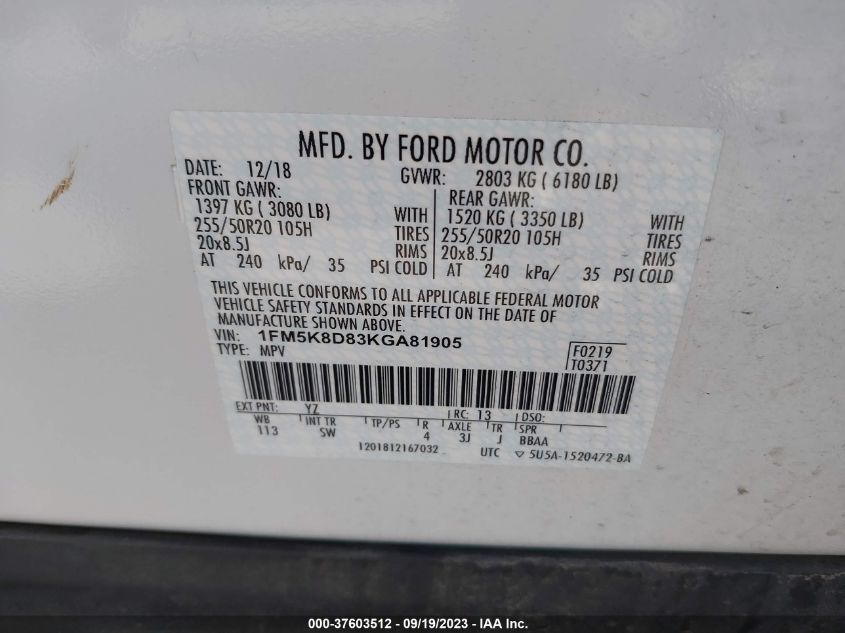 MFD. BY FORD MOTOR CO.
DATE: 12/18 GVWR: 2803 KG ( 6180 LB)
FRONT GAWR: REAR GAWR:
1397 KG ( 3080 LB) WITH 1520 KG ( 3350 LB) WITH
255/50R20 105H TIRES 255/50R20 105H TIRES
20x8.5J RIMS 20x8.5J RIMS
AT 240 kPa/ 35 PSI COLD AT 240 kPa/ 35 PSI COLD
THIS VEHICLE CONFORMS TO ALL APPLICABLE FEDERAL MOTOR
VEHICLE SAFETY STANDARDS IN EFFECT ON THE DATE OF
MANUFACTURE SHOWN ABOVE.
VIN: 1FM5K8D83KGA81905
TYPE: MPV
F0219
T0371
EXT PNT: YZ RC: 13 DSO:
WB INT TR TP/PS R AXLE TR SPR
113 SW 4 3J J BBAA
1201812167032 UTC ▽ 5U5A-1520472-BA
000-37603512 - 09/19/2023 - © IAA, Inc.